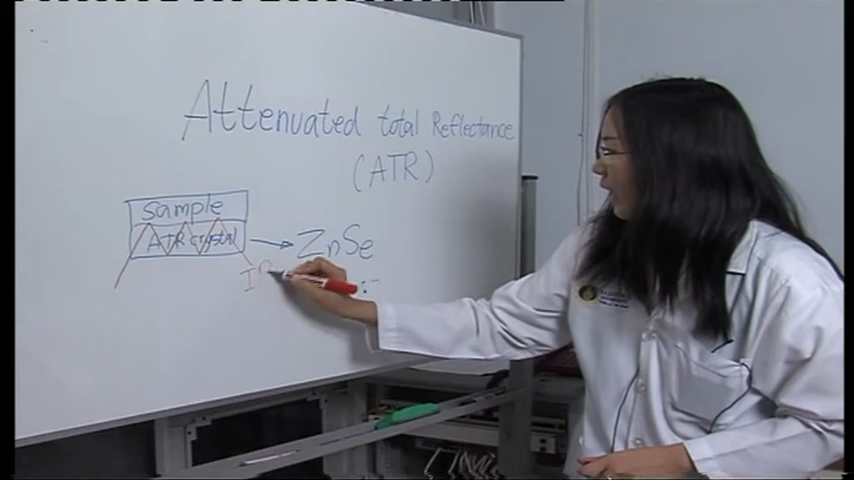 Attenuated total Reflectance
(ATR)
sample
ATR crystal → ZnSe